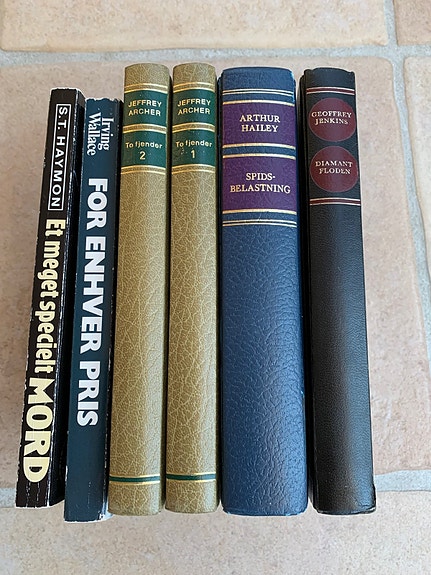 S.T. HAYMON
Et meget specielt MORD
Irving
Wallace
FOR ENHVER PRIS
JEFFREY
ARCHER
To fjender
2
JEFFREY
ARCHER
To fjender
1
ARTHUR
HAILEY
SPIDS-
BELASTNING
GEOFFREY
JENKINS
DIAMANT
FLODEN